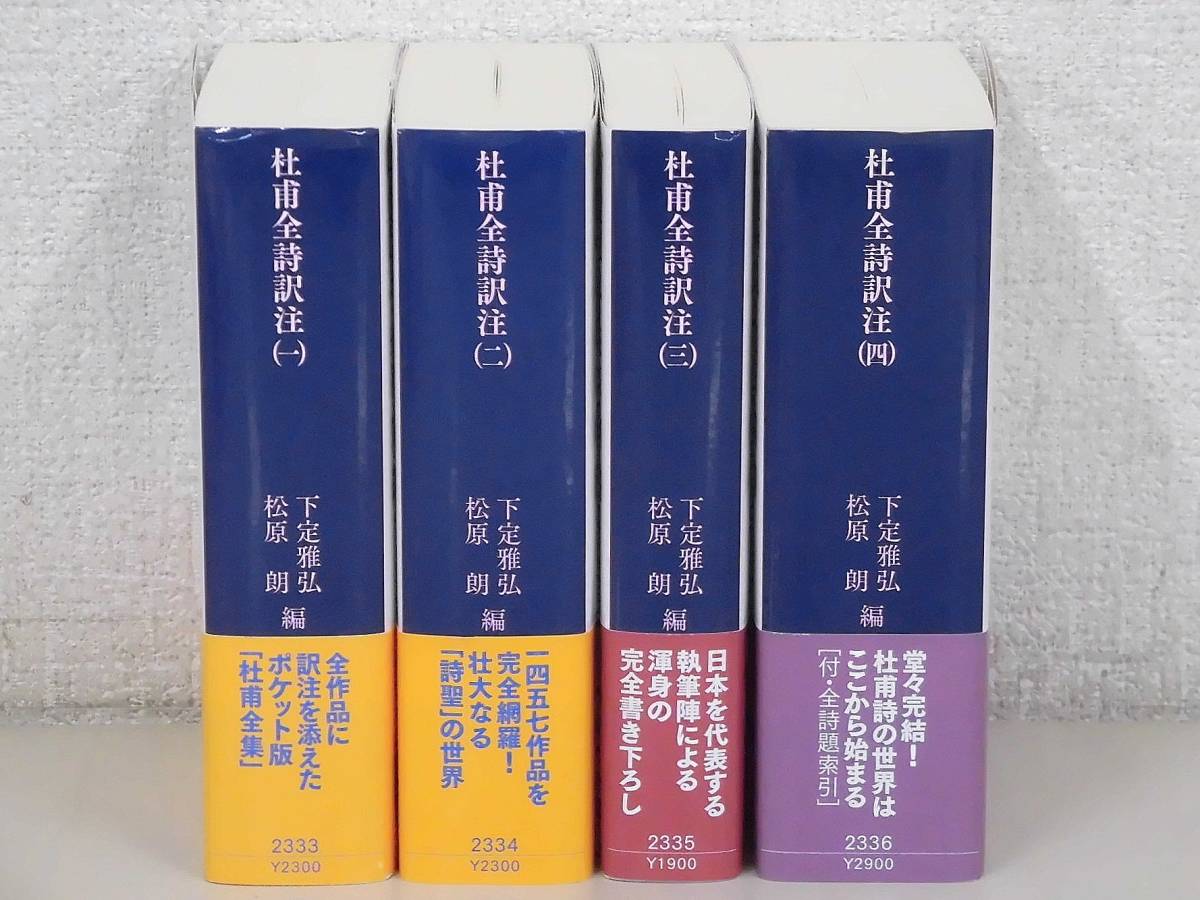 杜甫全詩訳注(一)
下定雅弘
松原 朗 編
全作品に
訳注を添えた
ポケット版
「杜甫全集」
2333
Y2300
杜甫全詩訳注(二)
下定雅弘
松原 朗 編
一四五七作品を
完全網羅!
壮大なる
「詩聖」の世界
2334
Y2300
杜甫全詩訳注(三)
下定雅弘
松原 朗 編
日本を代表する
執筆陣による
渾身の
完全書き下ろし
2335
Y1900
杜甫全詩訳注(四)
下定雅弘
松原 朗 編
堂々完結!
杜甫詩の世界は
ここから始まる
[付・全詩題索引]
2336
Y2900